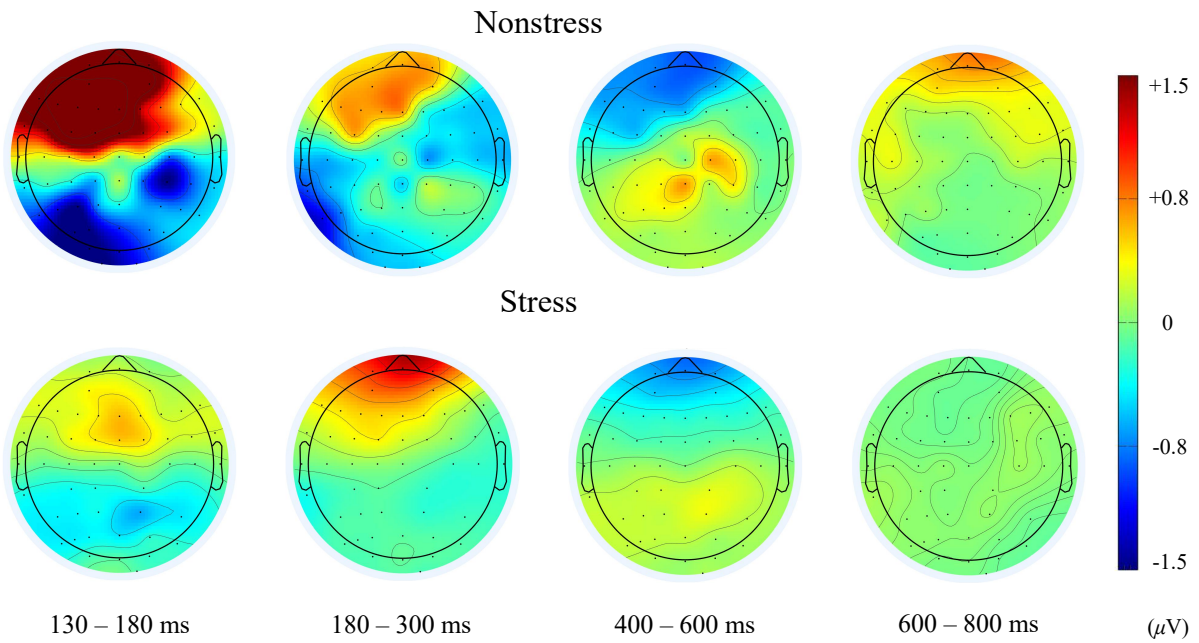 Nonstress
+1.5
+0.8
0
-0.8
-1.5
Stress
130 – 180 ms
180 – 300 ms
400 – 600 ms
600 – 800 ms
(μV)